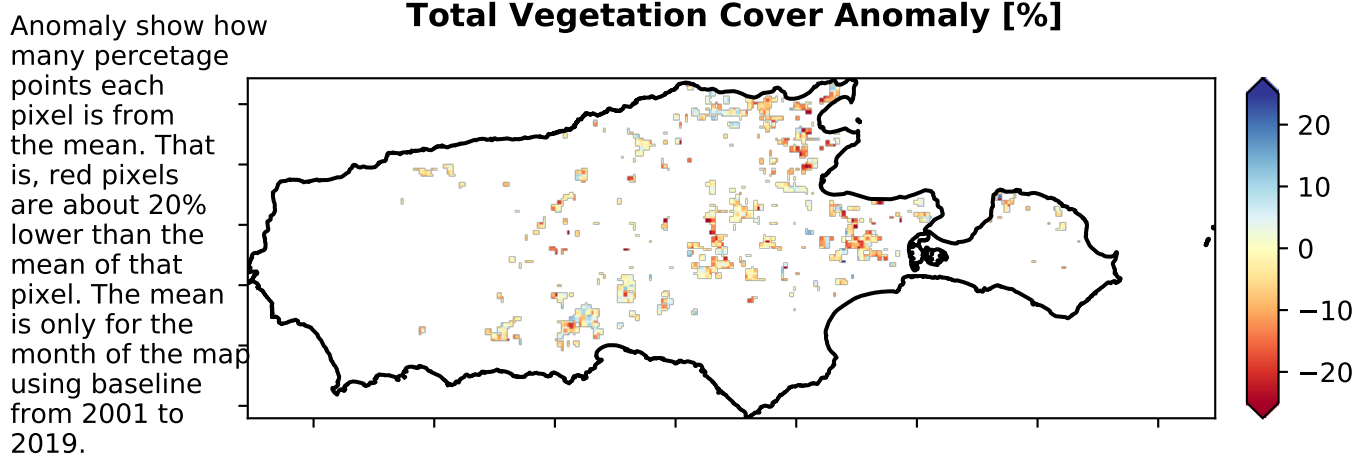 Total Vegetation Cover Anomaly [%]
Anomaly show how
many percetage
points each
pixel is from
the mean. That
is, red pixels
are about 20%
lower than the
mean of that
pixel. The mean
is only for the
month of the map
using baseline
from 2001 to
2019.
20
10
0
−10
−20